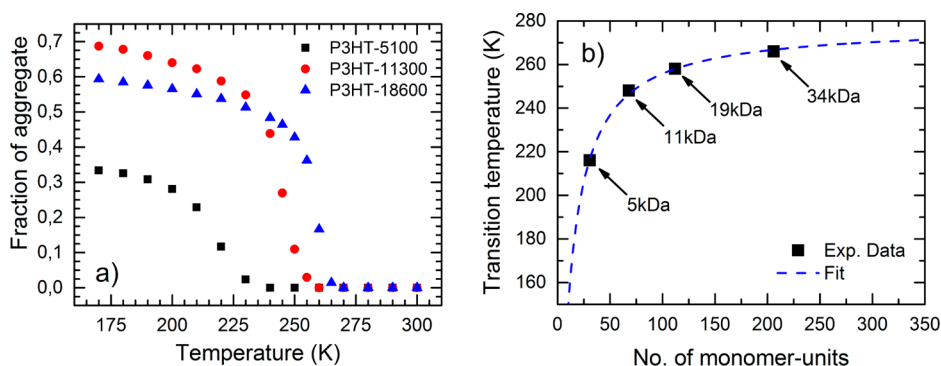 Fraction of aggregate
0,7
0,6
0,5
0,4
0,3
0,2
0,1
0,0
P3HT-5100
P3HT-11300
P3HT-18600
a)
175 200 225 250 275 300
Temperature (K)
Transition temperature (K)
280
260
240
220
200
180
160
b)
34kDa
19kDa
11kDa
5kDa
Exp. Data
Fit
0 50 100 150 200 250 300 350
No. of monomer-units